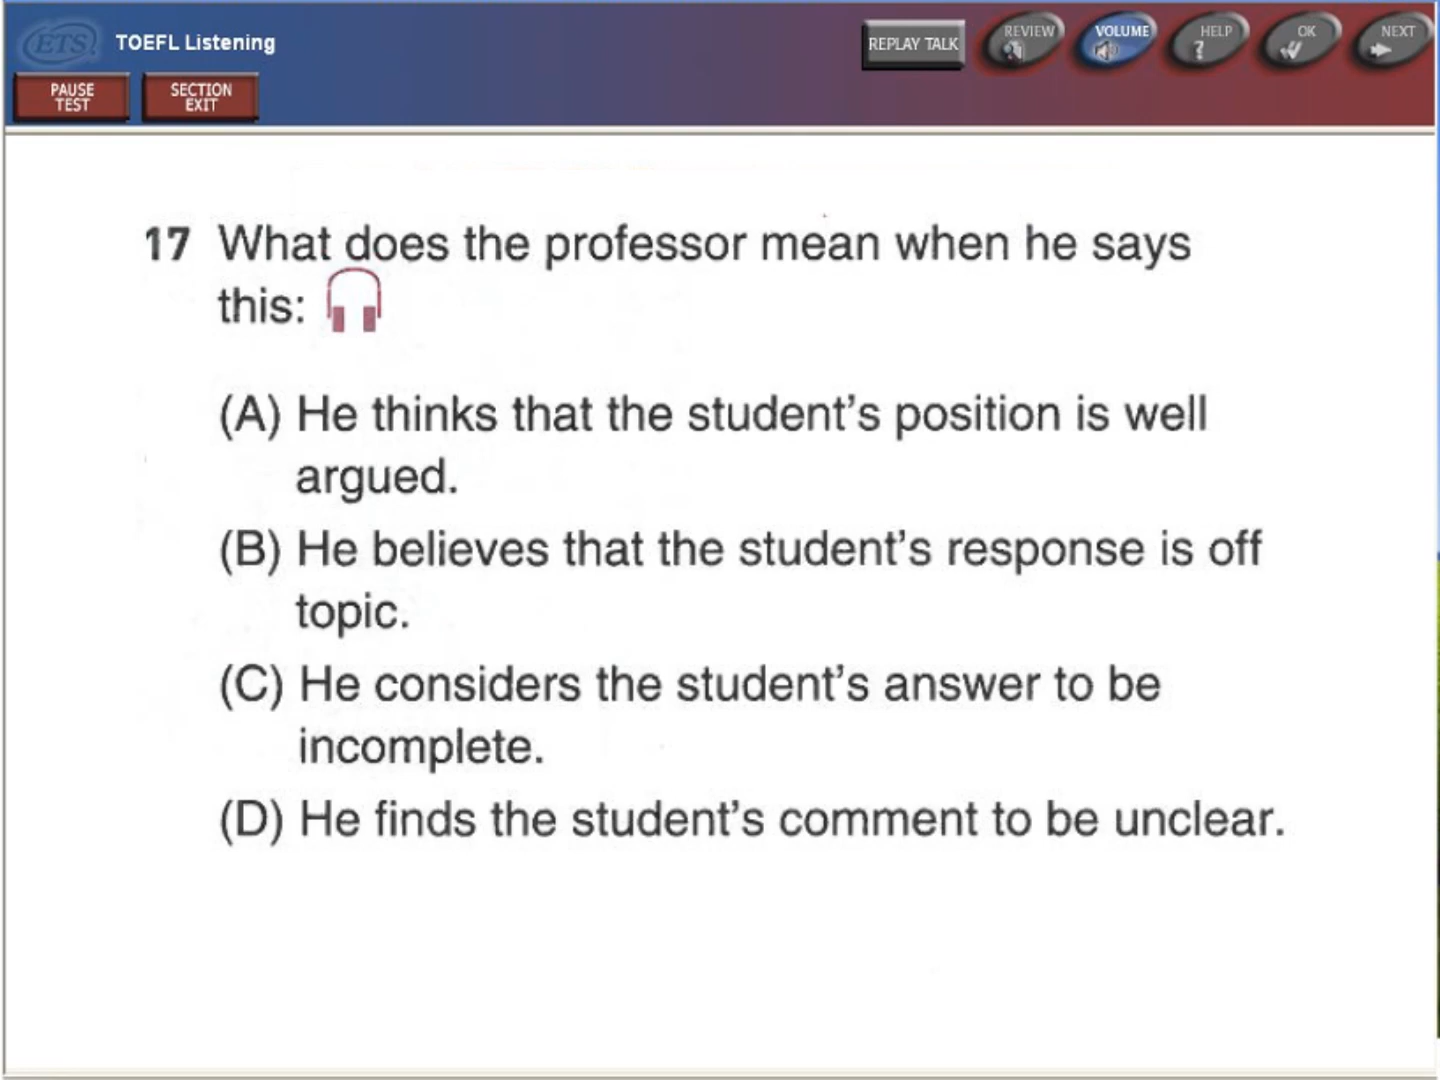 ETS TOEFL Listening
REPLAY TALK
REVIEW
VOLUME
HELP
?
OK
NEXT
PAUSE
TEST
SECTION
EXIT
17 What does the professor mean when he says
this:
(A) He thinks that the student's position is well
argued.
(B) He believes that the student's response is off
topic.
(C) He considers the student's answer to be
incomplete.
(D) He finds the student's comment to be unclear.